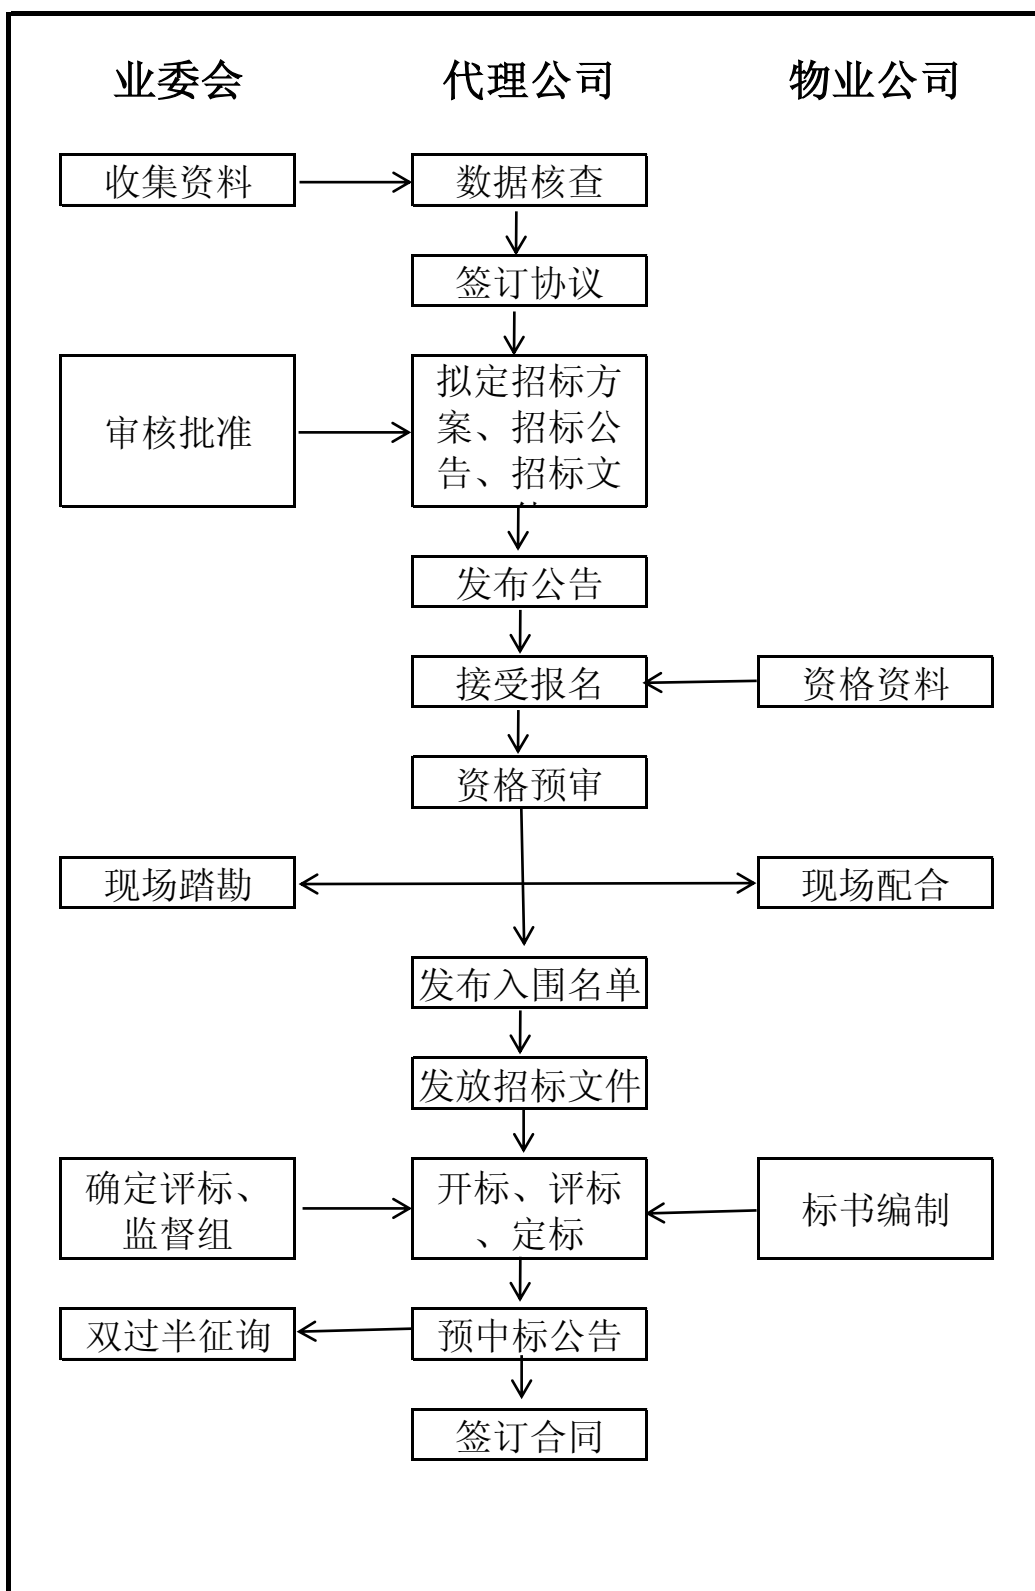 业委会 代理公司 物业公司
收集资料 数据核查
签订协议
审核批准
拟定招标方
案、招标公
告、招标文
发布公告
接受报名 资格资料
资格预审
现场踏勘 现场配合
发布入围名单
发放招标文件
确定评标、
监督组
开标、评标
、定标
标书编制
双过半征询 预中标公告
签订合同